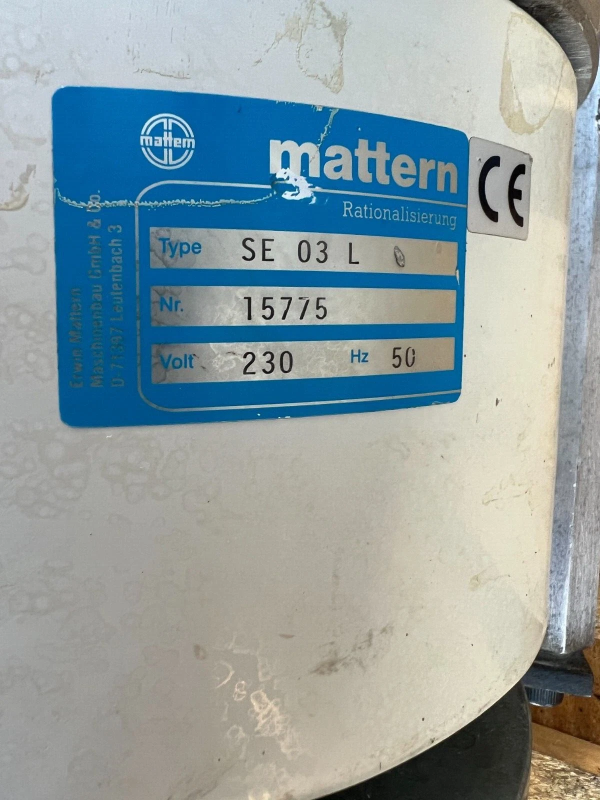 mattern
mattern
CE
Rationalisierung
Type SE 03 L
Nr. 15775
Volt 230 Hz 50
Erwin Mattern
Maschinenbau GmbH & Co.
D 71397 Leutenbach 3